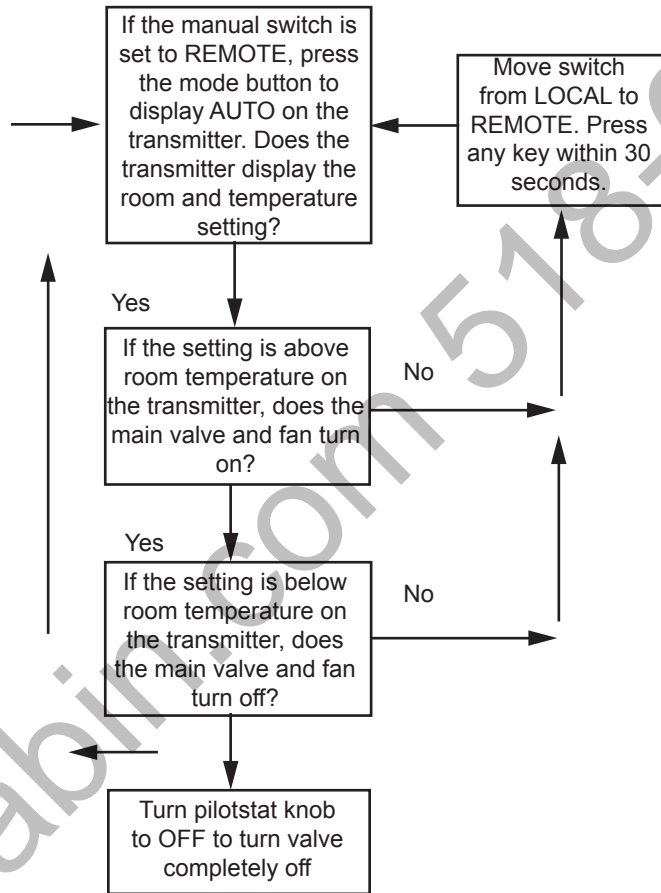 If the manual switch is
set to REMOTE, press
the mode button to
display AUTO on the
transmitter. Does the
transmitter display the
room and temperature
setting?
Move switch
from LOCAL to
REMOTE. Press
any key within 30
seconds.
Yes
If the setting is above
room temperature on
the transmitter, does the
main valve and fan turn
on?
No
Yes
If the setting is below
room temperature on
the transmitter, does
the main valve and fan
turn off?
No
Turn pilotstat knob
to OFF to turn valve
completely off
abin.com 518-